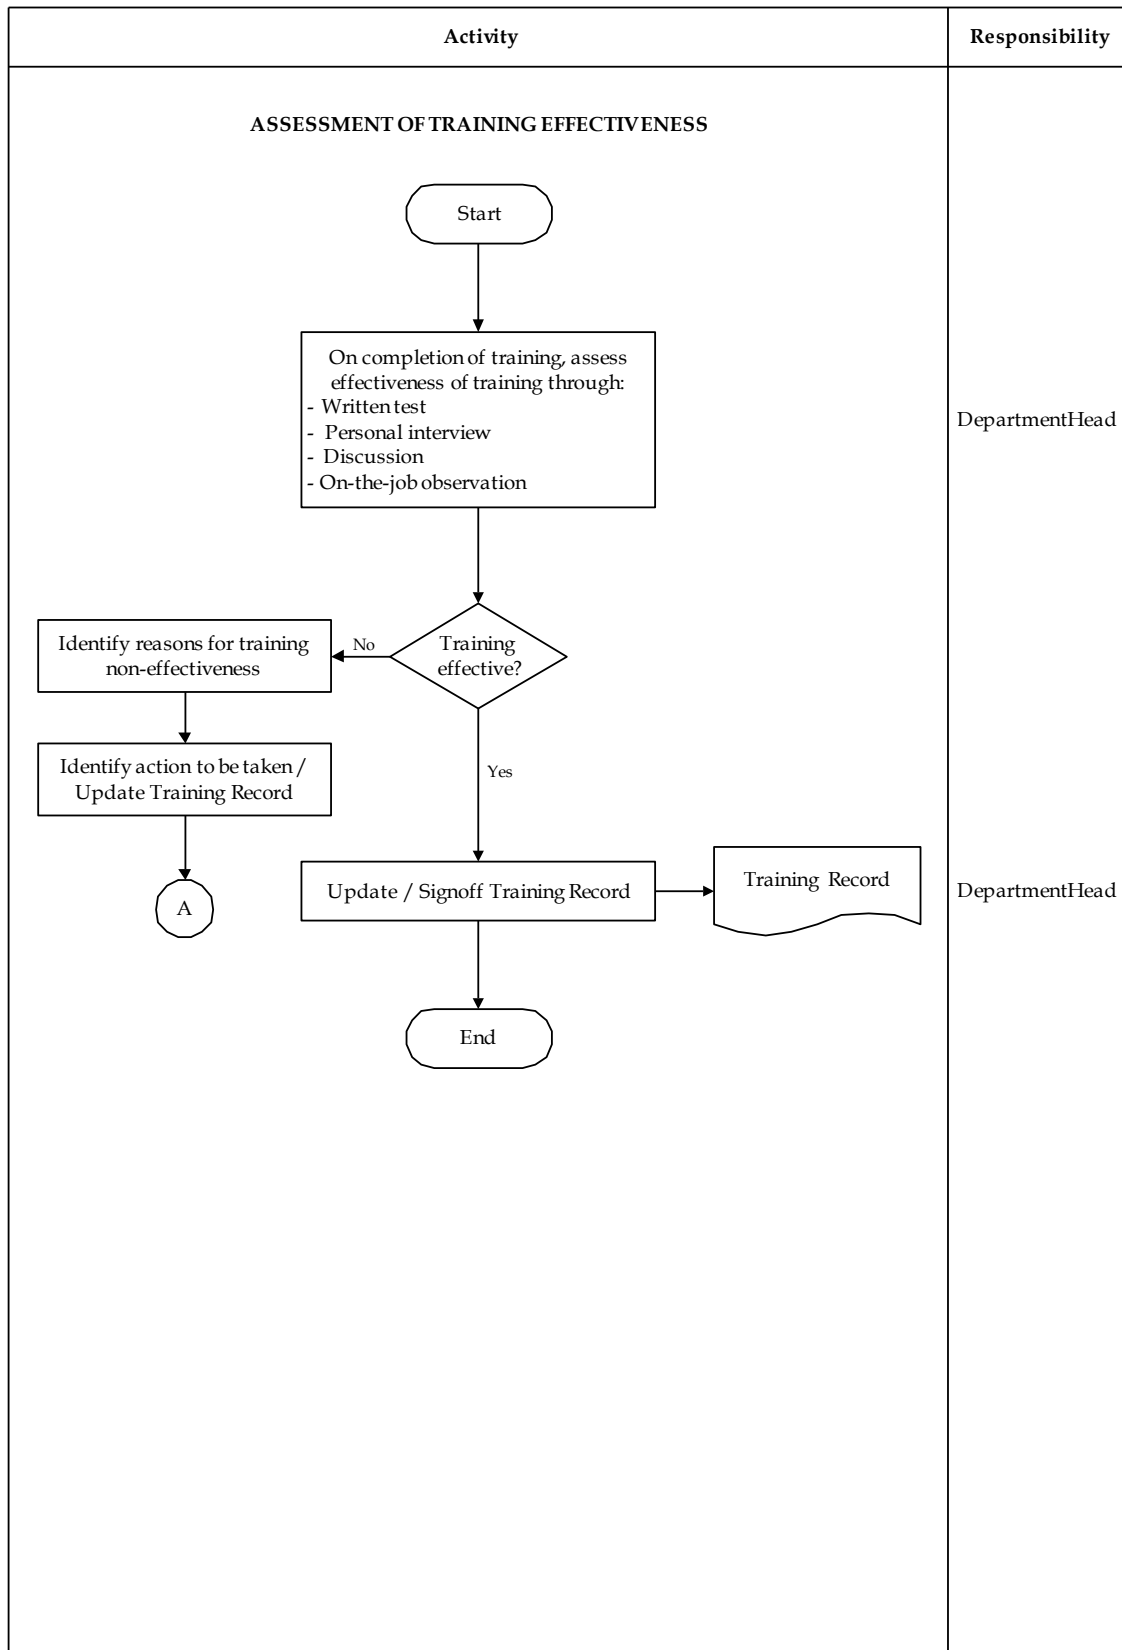 Activity
Responsibility
ASSESSMENT OF TRAINING EFFECTIVENESS
Start
On completion of training, assess
effectiveness of training through:
- Written test
- Personal interview
- Discussion
- On-the-job observation
DepartmentHead
Training
effective?
No
Identify reasons for training
non-effectiveness
Identify action to be taken /
Update Training Record
A
Yes
Update / Signoff Training Record
Training Record
DepartmentHead
End